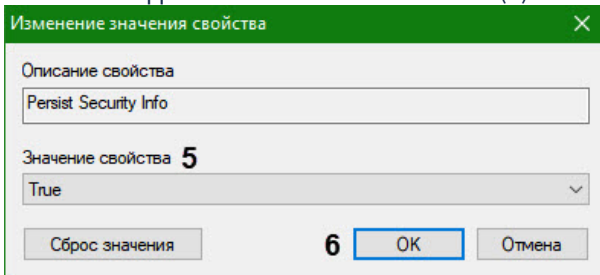 Изменение значения свойства
Описание свойства
Persist Security Info
Значение свойства 5
True
Сброс значения 6 OK Отмена